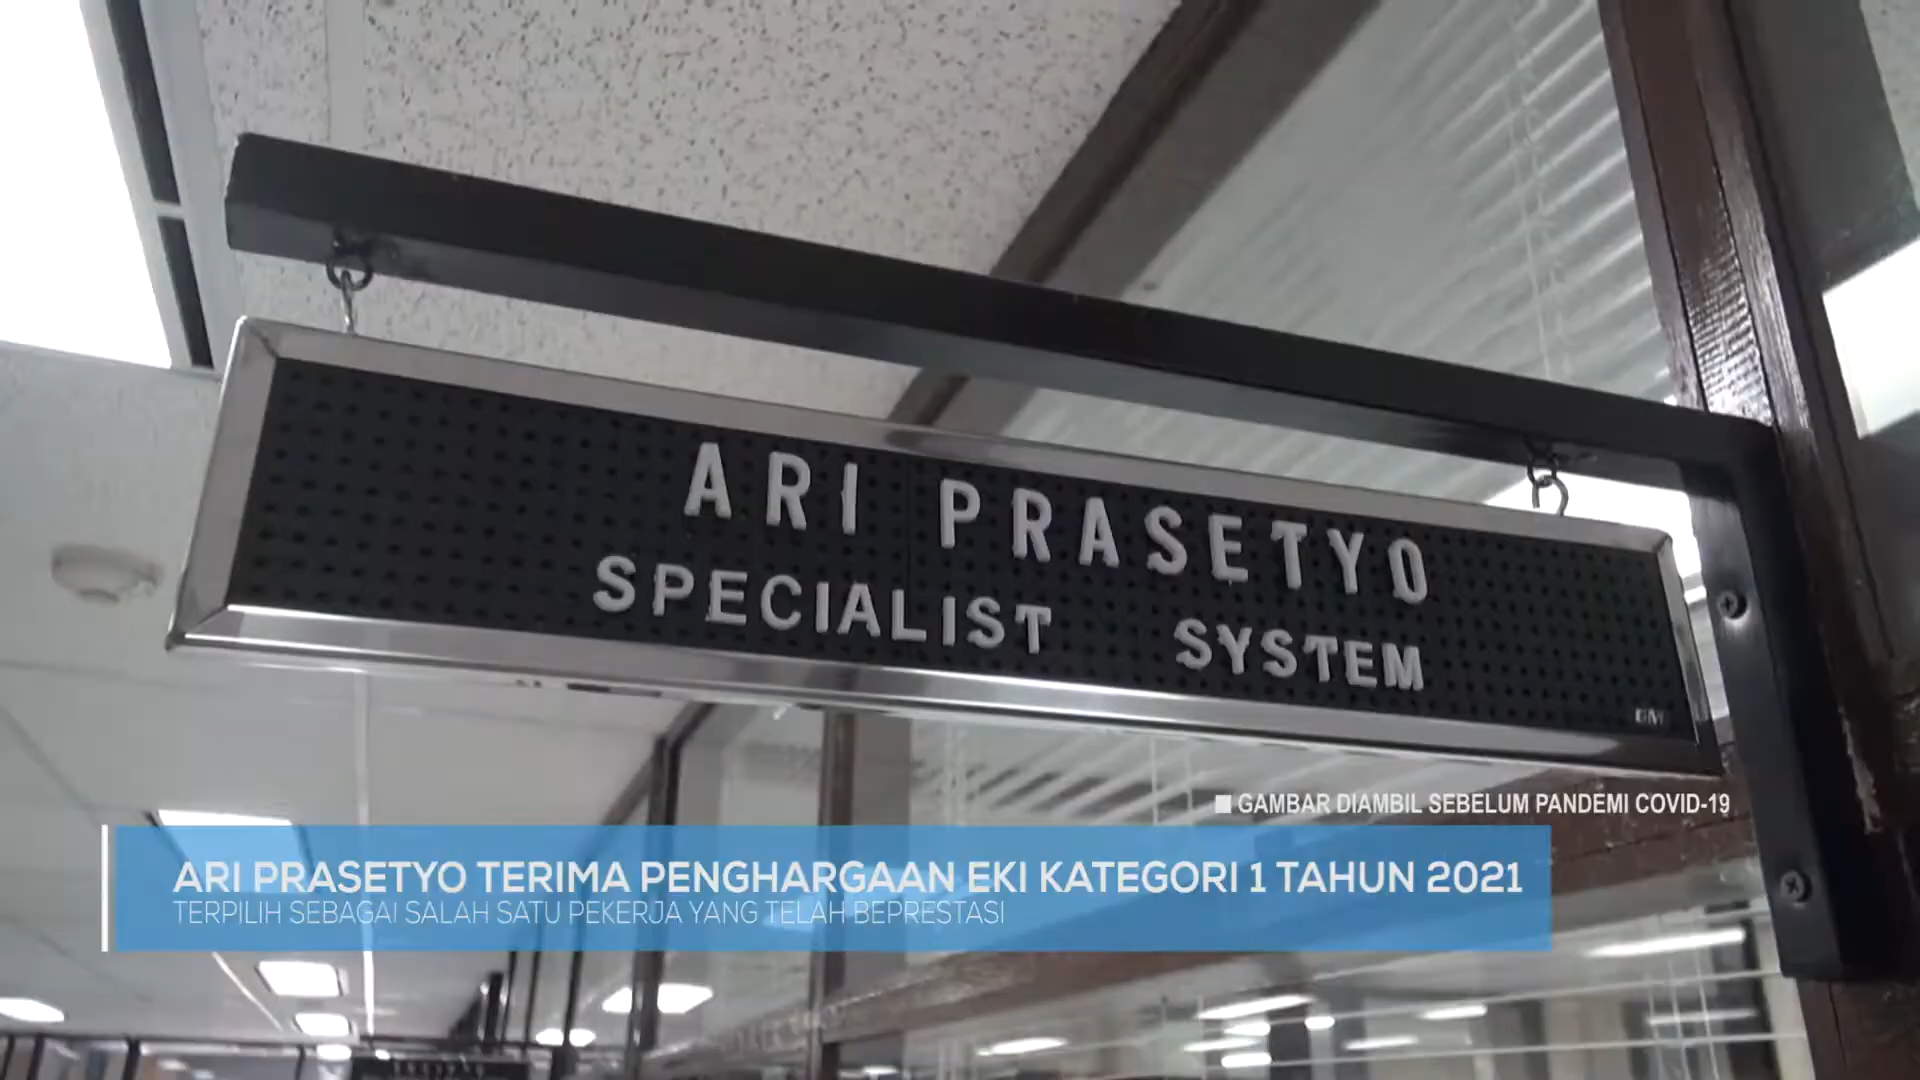 ARI PRASETYO
SPECIALIST SYSTEM
GAMBAR DIAMBIL SEBELUM PANDEMI COVID-19
ARI PRASETYO TERIMA PENGHARGAAN EKI KATEGORI 1 TAHUN 2021
TERPILIH SEBAGAI SALAH SATU PEKERJA YANG TELAH BEPRESTASI